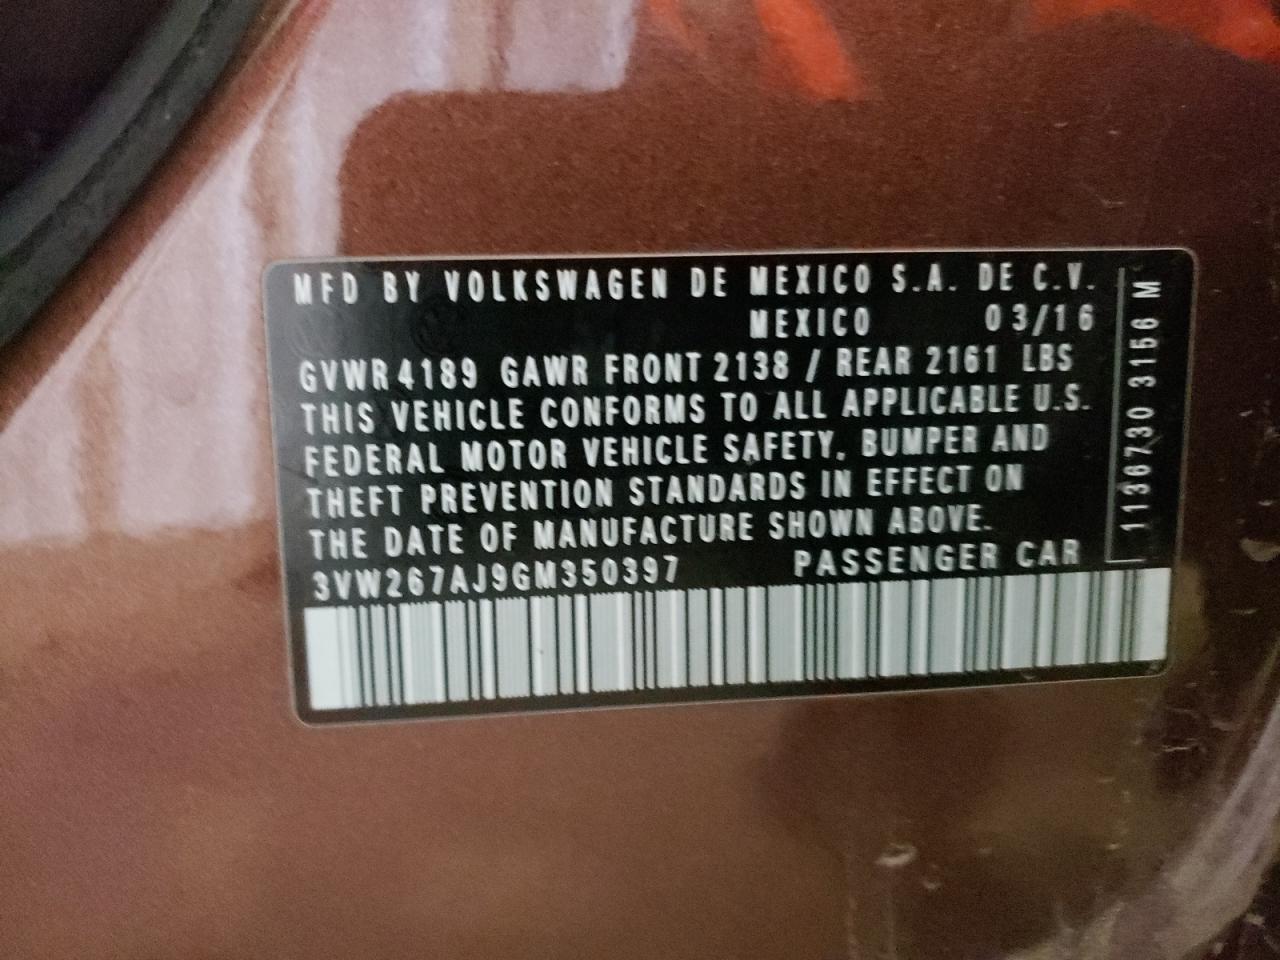 MFD BY VOLKSWAGEN DE MEXICO S.A. DE C.V.
MEXICO 03/16
GVWR 4189 GAWR FRONT 2138 / REAR 2161 LBS
THIS VEHICLE CONFORMS TO ALL APPLICABLE U.S.
FEDERAL MOTOR VEHICLE SAFETY, BUMPER AND
THEFT PREVENTION STANDARDS IN EFFECT ON
THE DATE OF MANUFACTURE SHOWN ABOVE.
3VW267AJ9GM350397 PASSENGER CAR
1136730 3156 M